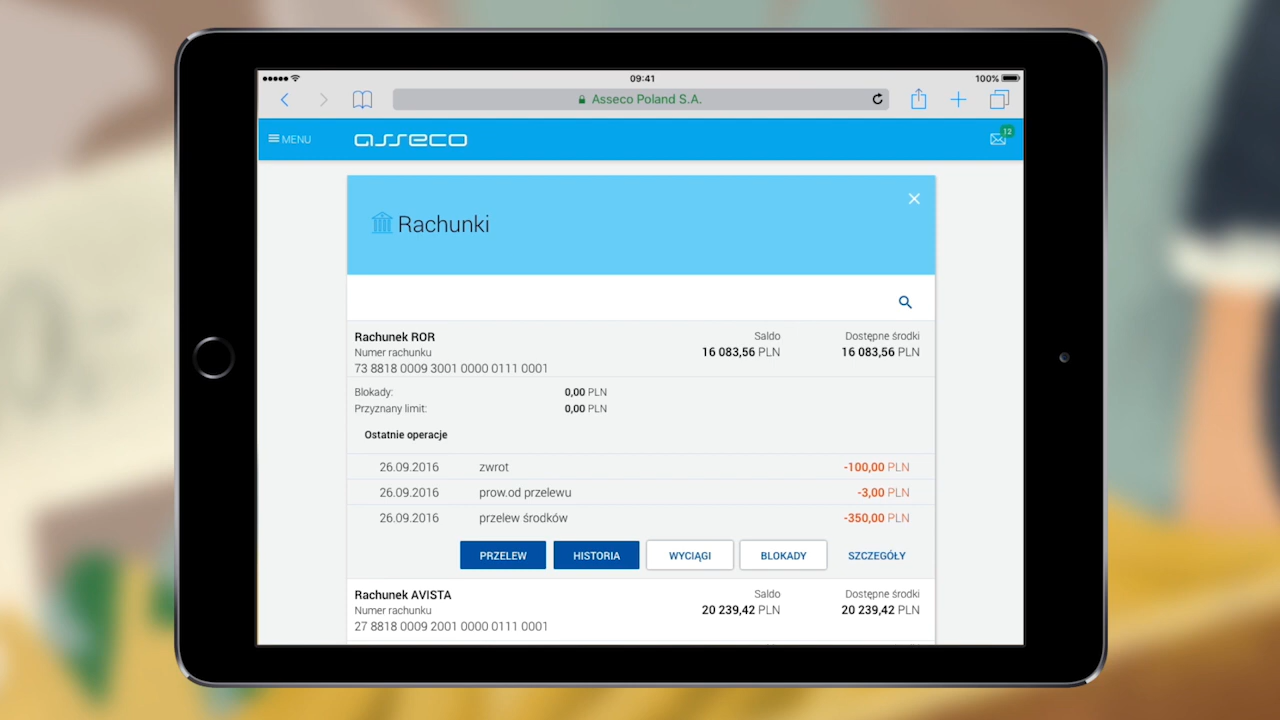 09:41
100%
Asseco Poland S.A.
MENU
asseco
12
Rachunki
Rachunek ROR
Saldo
Dostępne środki
Numer rachunku
16 083,56 PLN
16 083,56 PLN
73 8818 0009 3001 0000 0111 0001
Blokady:
0,00 PLN
Przyznany limit:
0,00 PLN
Ostatnie operacje
26.09.2016 zwrot -100,00 PLN
26.09.2016 prow.od przelewu -3,00 PLN
26.09.2016 przelew środków -350,00 PLN
PRZELEW HISTORIA WYCIĄGI BLOKADY SZCZEGÓŁY
Rachunek AVISTA
Saldo
Dostępne środki
Numer rachunku
20 239,42 PLN
20 239,42 PLN
27 8818 0009 2001 0000 0111 0001